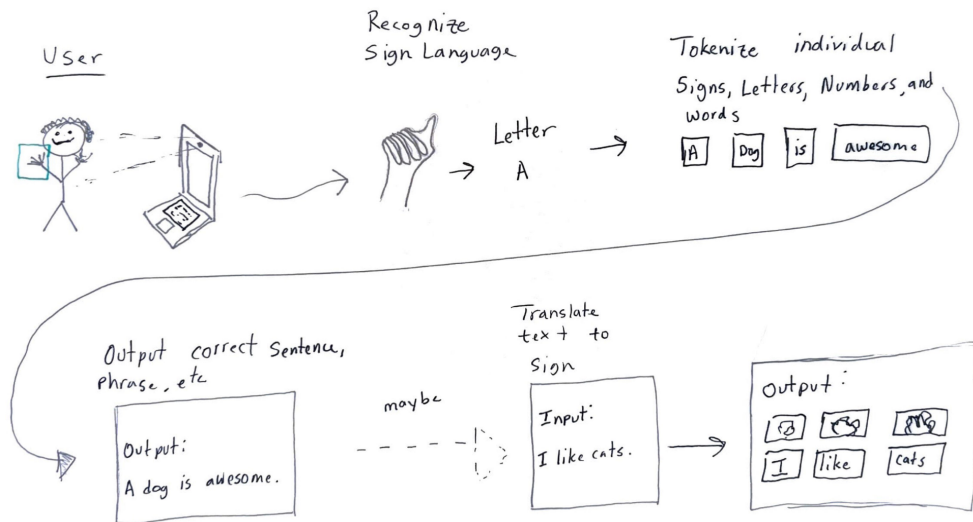 User
Recognize
Sign Language
Letter
A
Tokenize individual
Signs, Letters, Numbers, and
words
A Dog is awesome
Output correct sentence,
phrase, etc
Output:
A dog is awesome.
maybe
Translate
text to
sign
Input:
I like cats.
Output:
I like cats